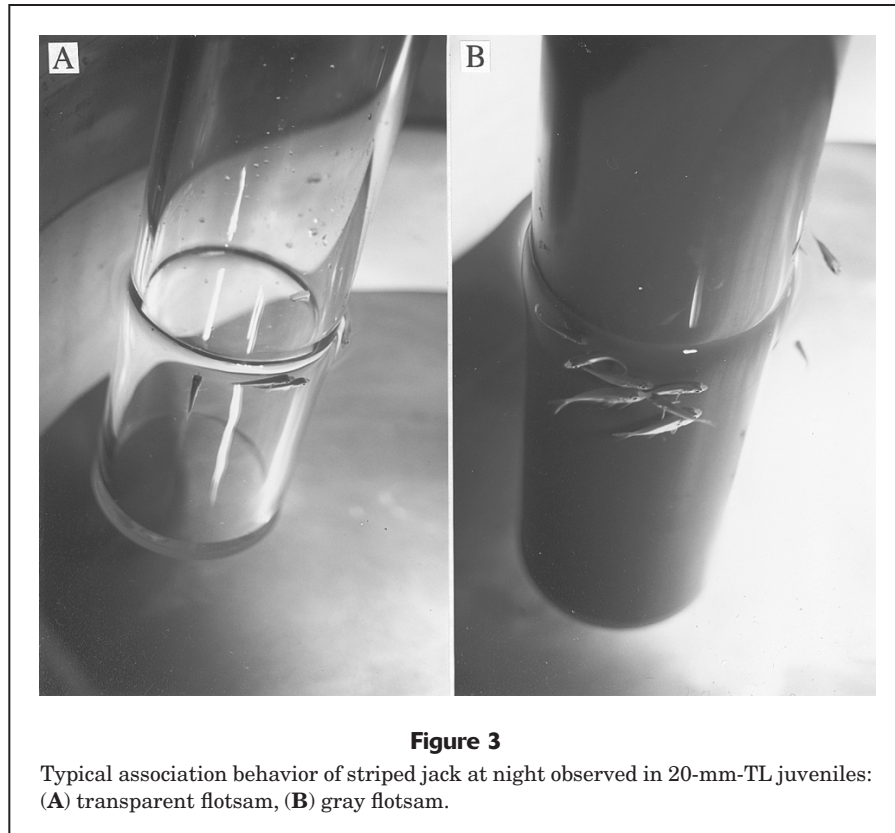 A
B
Figure 3
Typical association behavior of striped jack at night observed in 20-mm-TL juveniles:
(A) transparent flotsam, (B) gray flotsam.